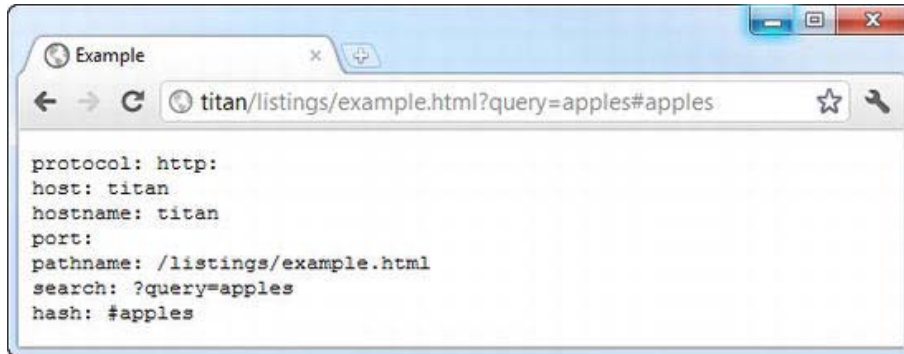 Example
titan/listings/example.html?query=apples#apples
protocol: http:
host: titan
hostname: titan
port:
pathname: /listings/example.html
search: ?query=apples
hash: #apples